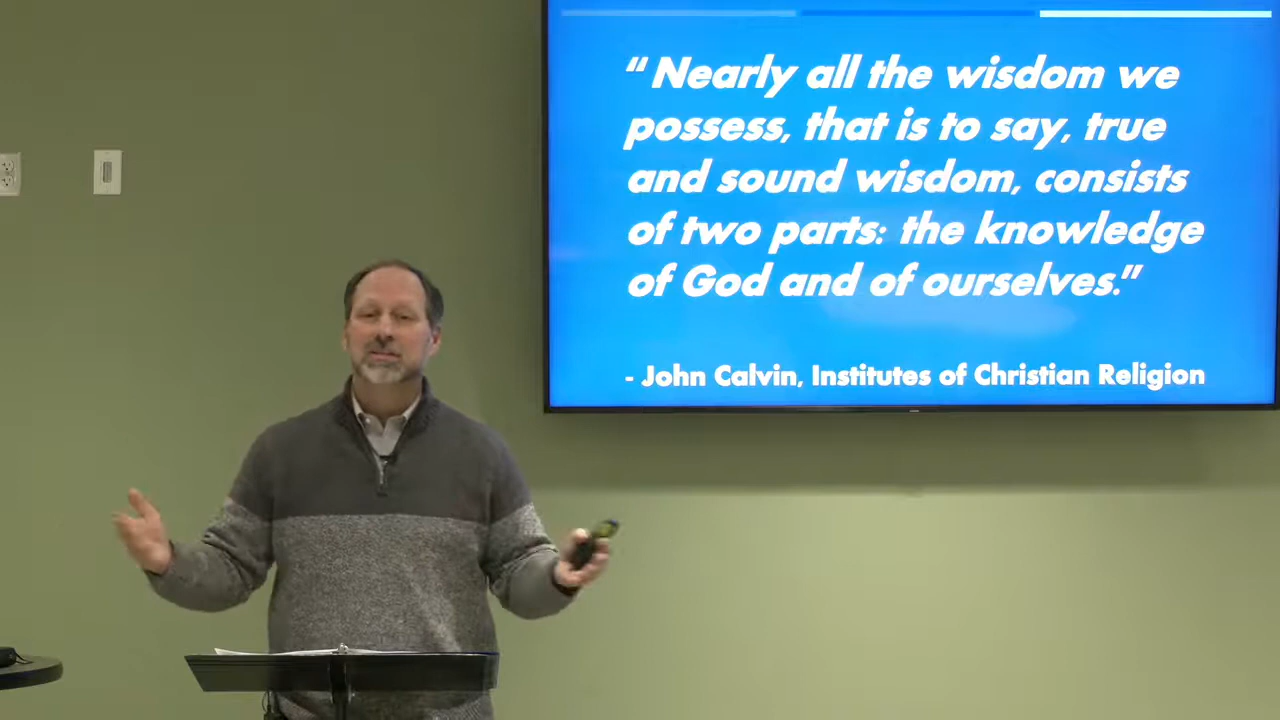 “Nearly all the wisdom we
possess, that is to say, true
and sound wisdom, consists
of two parts: the knowledge
of God and of ourselves.”
- John Calvin, Institutes of Christian Religion